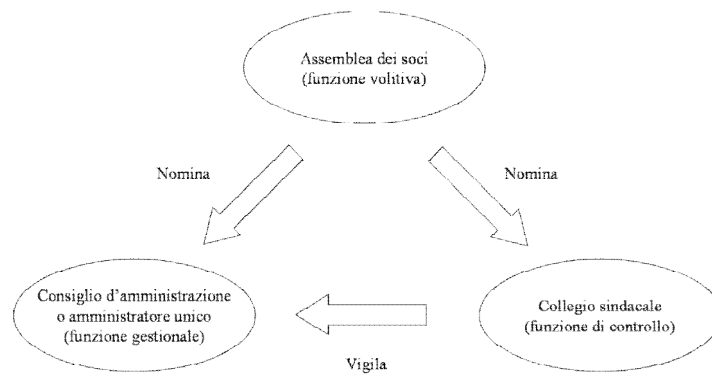 Assemblea dei soci
(funzione volitiva)
Nomina
Nomina
Consiglio d'amministrazione
o amministratore unico
(funzione gestionale)
Collegio sindacale
(funzione di controllo)
Vigila